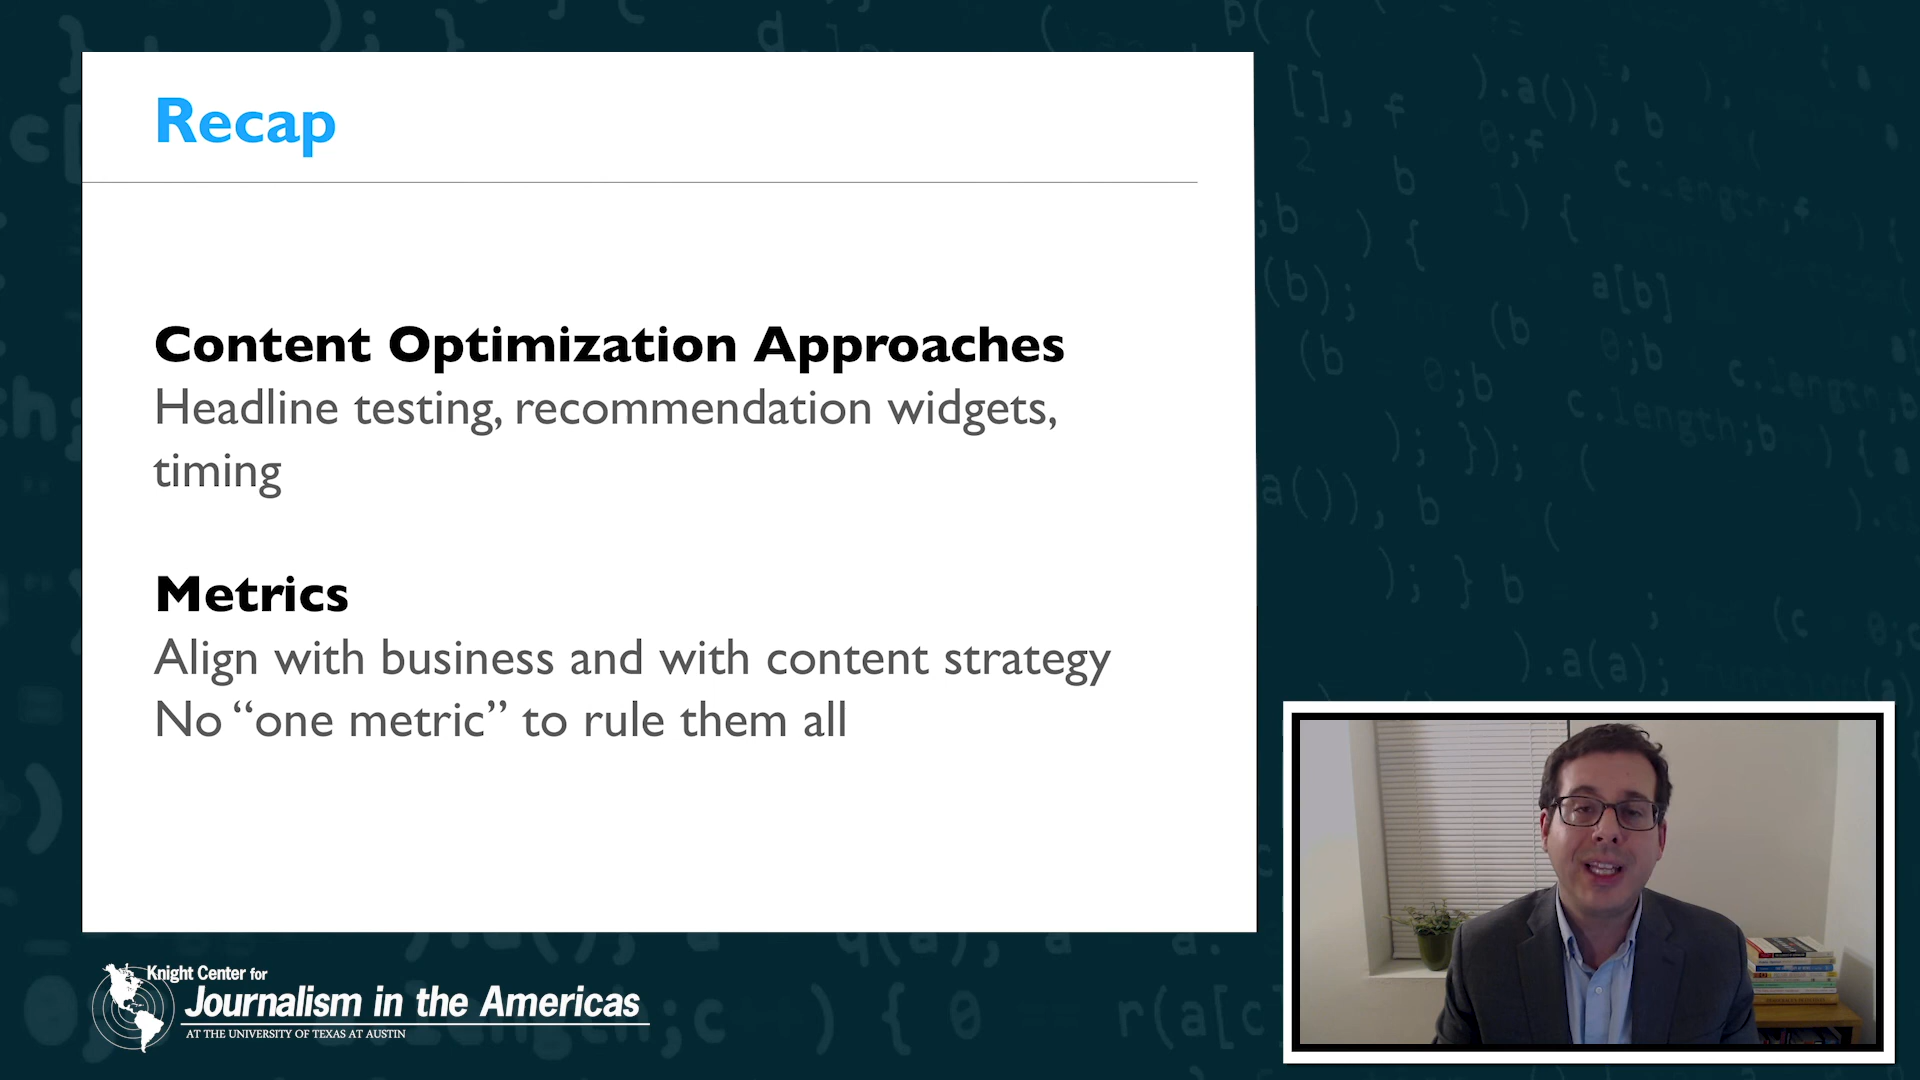 Recap
Content Optimization Approaches
Headline testing, recommendation widgets,
timing
Metrics
Align with business and with content strategy
No “one metric” to rule them all
Knight Center for
Journalism in the Americas
AT THE UNIVERSITY OF TEXAS AT AUSTIN